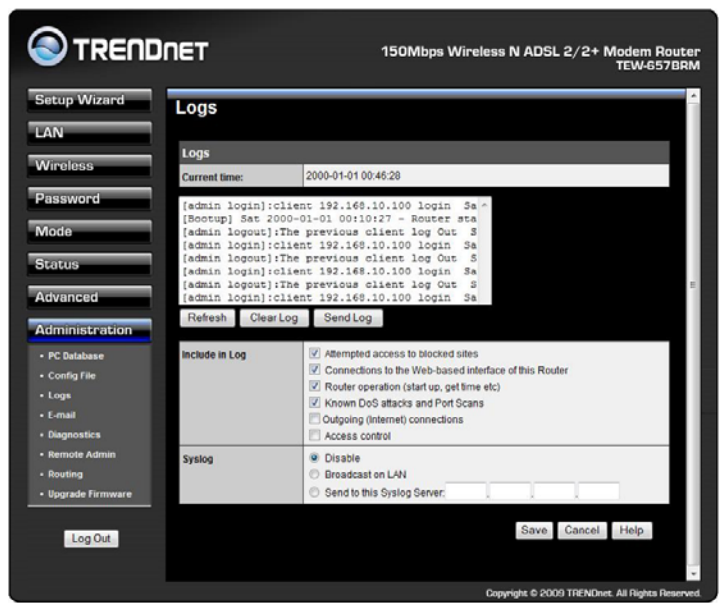 TRENDNET
150Mbps Wireless N ADSL 2/2+ Modem Router
TEW-657BRM
Setup Wizard
LAN
Wireless
Password
Mode
Status
Advanced
Administration
• PC Database
• Config File
• Logs
• E-mail
• Diagnostics
• Remote Admin
• Routing
• Upgrade Firmware
Log Out
Logs
Logs
Current time: 2000-01-01 00:46:28
[admin login]:client 192.168.10.100 login Sa
[Bootup] Sat 2000-01-01 00:10:27 - Router sta
[admin logout]:The previous client log Out S
[admin login]:client 192.168.10.100 login Sa
[admin logout]:The previous client log Out S
[admin login]:client 192.168.10.100 login Sa
[admin logout]:The previous client log Out S
[admin login]:client 192.168.10.100 login Sa
Refresh Clear Log Send Log
Include in Log
Attempted access to blocked sites
Connections to the Web-based interface of this Router
Router operation (start up, get time etc)
Known DoS attacks and Port Scans
Outgoing (Internet) connections
Access control
Syslog
Disable
Broadcast on LAN
Send to this Syslog Server: . . .
Save Cancel Help
Copyright © 2009 TRENDnet. All Rights Reserved.